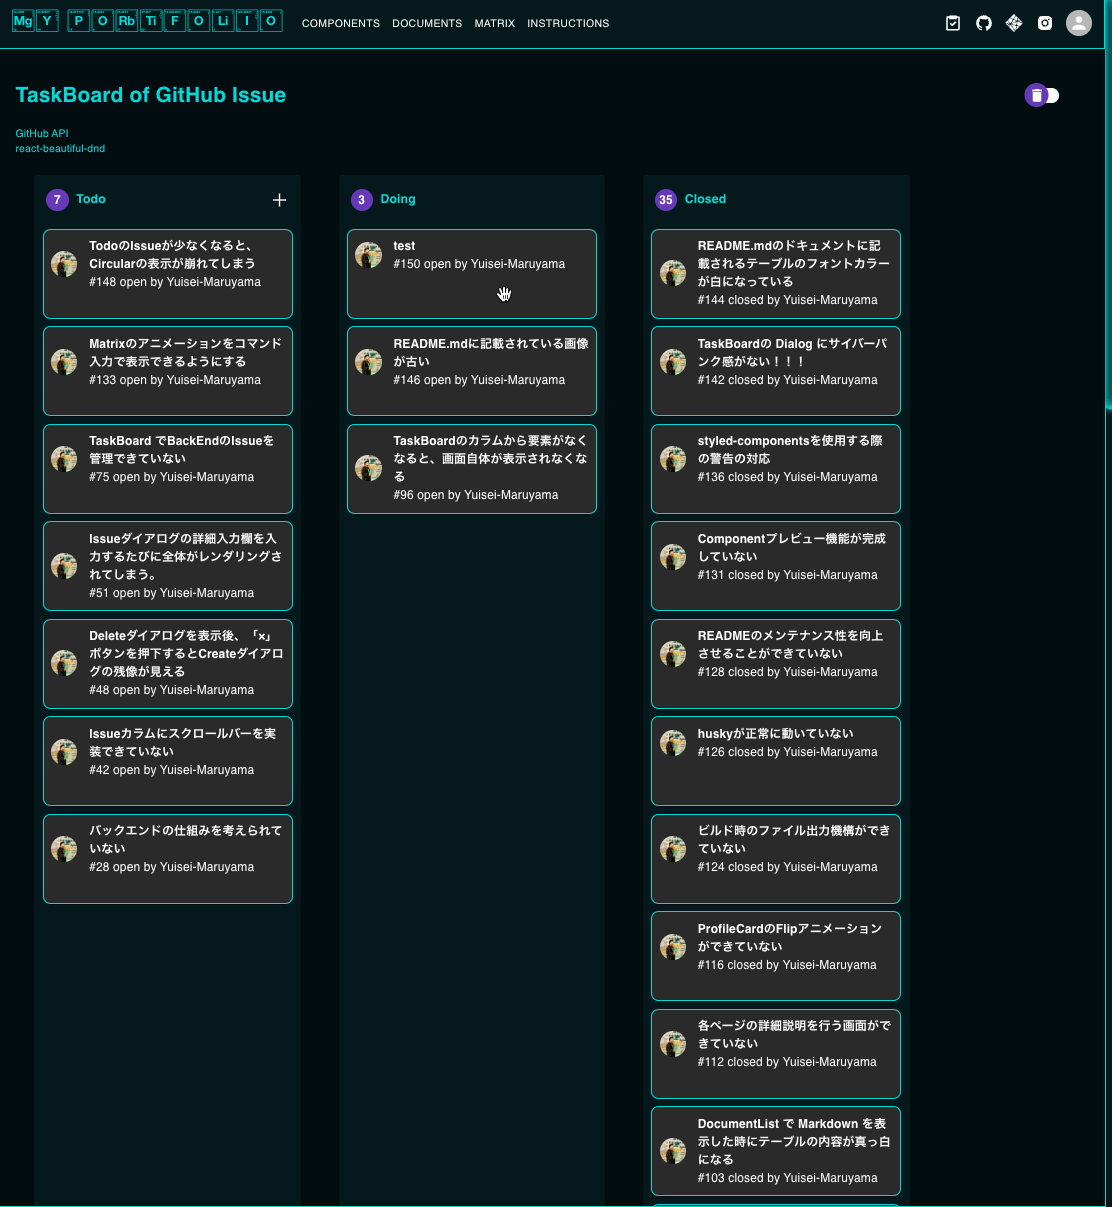 Mg Y P O Rb Ti F O Li I O
COMPONENTS DOCUMENTS MATRIX INSTRUCTIONS
TaskBoard of GitHub Issue
GitHub API
react-beautiful-dnd
7 Todo
TodoのIssueが少なくなると、
Circularの表示が崩れてしまう
#148 open by Yuisei-Maruyama
Matrixのアニメーションをコマンド
入力で表示できるようにする
#133 open by Yuisei-Maruyama
TaskBoard でBackEndのIssueを
管理できていない
#75 open by Yuisei-Maruyama
Issueダイアログの詳細入力欄を入
力するたびに全体がレンダリングさ
れてしまう。
#51 open by Yuisei-Maruyama
Deleteダイアログを表示後、「×」
ボタンを押下するとCreateダイアロ
グの残像が見える
#48 open by Yuisei-Maruyama
Issueカラムにスクロールバーを実
装できていない
#42 open by Yuisei-Maruyama
バックエンドの仕組みを考えられて
いない
#28 open by Yuisei-Maruyama
3 Doing
test
#150 open by Yuisei-Maruyama
README.mdに記載されている画像
が古い
#146 open by Yuisei-Maruyama
TaskBoardのカラムから要素がなく
なると、画面自体が表示されなくな
る
#96 open by Yuisei-Maruyama
35 Closed
README.mdのドキュメントに記
載されるテーブルのフォントカラー
が白になっている
#144 closed by Yuisei-Maruyama
TaskBoardの Dialog にサイバーパ
ンク感がない！！！
#142 closed by Yuisei-Maruyama
styled-componentsを使用する際
の警告の対応
#136 closed by Yuisei-Maruyama
Componentプレビュー機能が完成
していない
#131 closed by Yuisei-Maruyama
READMEのメンテナンス性を向上
させることができていない
#128 closed by Yuisei-Maruyama
huskyが正常に動いていない
#126 closed by Yuisei-Maruyama
ビルド時のファイル出力機構ができ
ていない
#124 closed by Yuisei-Maruyama
ProfileCardのFlipアニメーション
ができていない
#116 closed by Yuisei-Maruyama
各ページの詳細説明を行う画面がで
きていない
#112 closed by Yuisei-Maruyama
DocumentList で Markdown を表
示した時にテーブルの内容が真っ白
になる
#103 closed by Yuisei-Maruyama